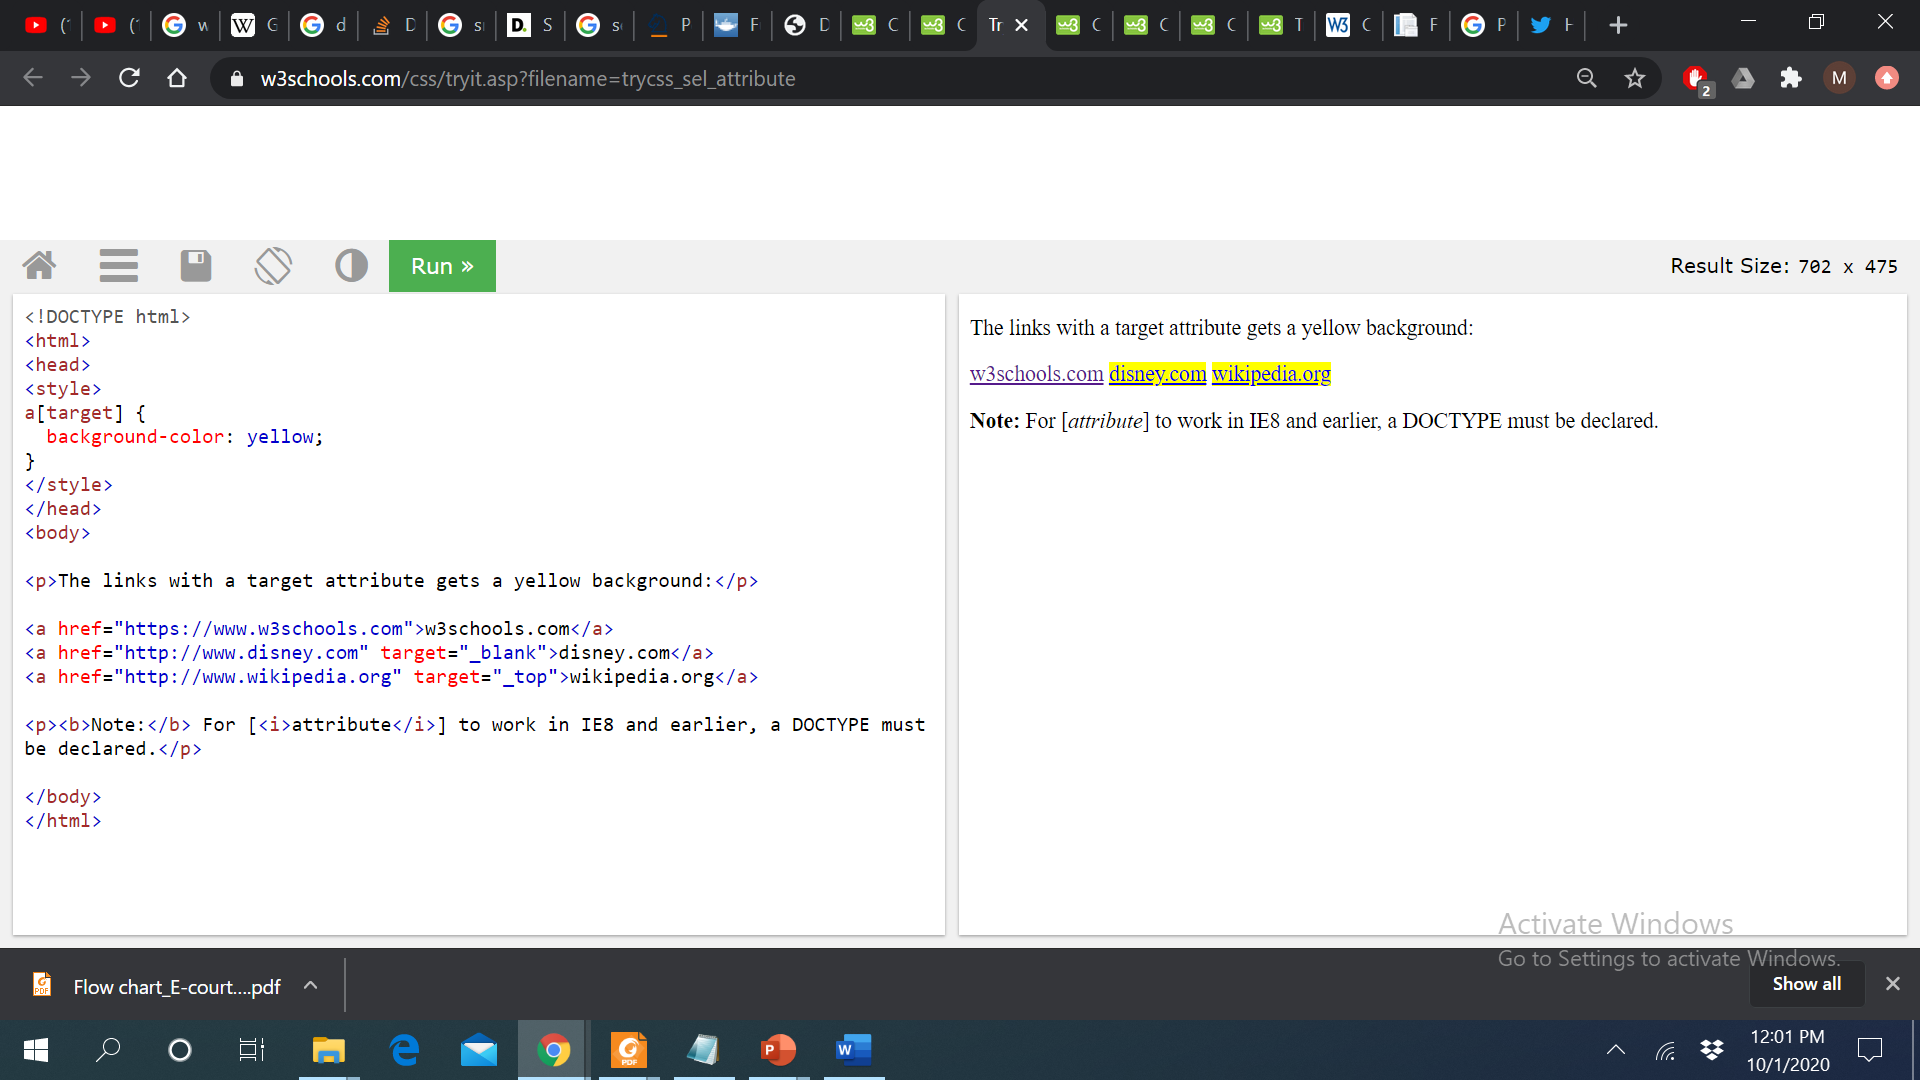 w3schools.com/css/tryit.asp?filename=trycss_sel_attribute
2
M
Run »
Result Size: 702 x 475
<!DOCTYPE html>
<html>
<head>
<style>
a[target] {
  background-color: yellow;
}
</style>
</head>
<body>
<p>The links with a target attribute gets a yellow background:</p>
<a href="https://www.w3schools.com">w3schools.com</a>
<a href="http://www.disney.com" target="_blank">disney.com</a>
<a href="http://www.wikipedia.org" target="_top">wikipedia.org</a>
<p><b>Note:</b> For [<i>attribute</i>] to work in IE8 and earlier, a DOCTYPE must
be declared.</p>
</body>
</html>
The links with a target attribute gets a yellow background:
w3schools.com disney.com wikipedia.org
Note: For [attribute] to work in IE8 and earlier, a DOCTYPE must be declared.
Activate Windows
Go to Settings to activate Windows.
Flow chart_E-court....pdf
Show all
12:01 PM
10/1/2020